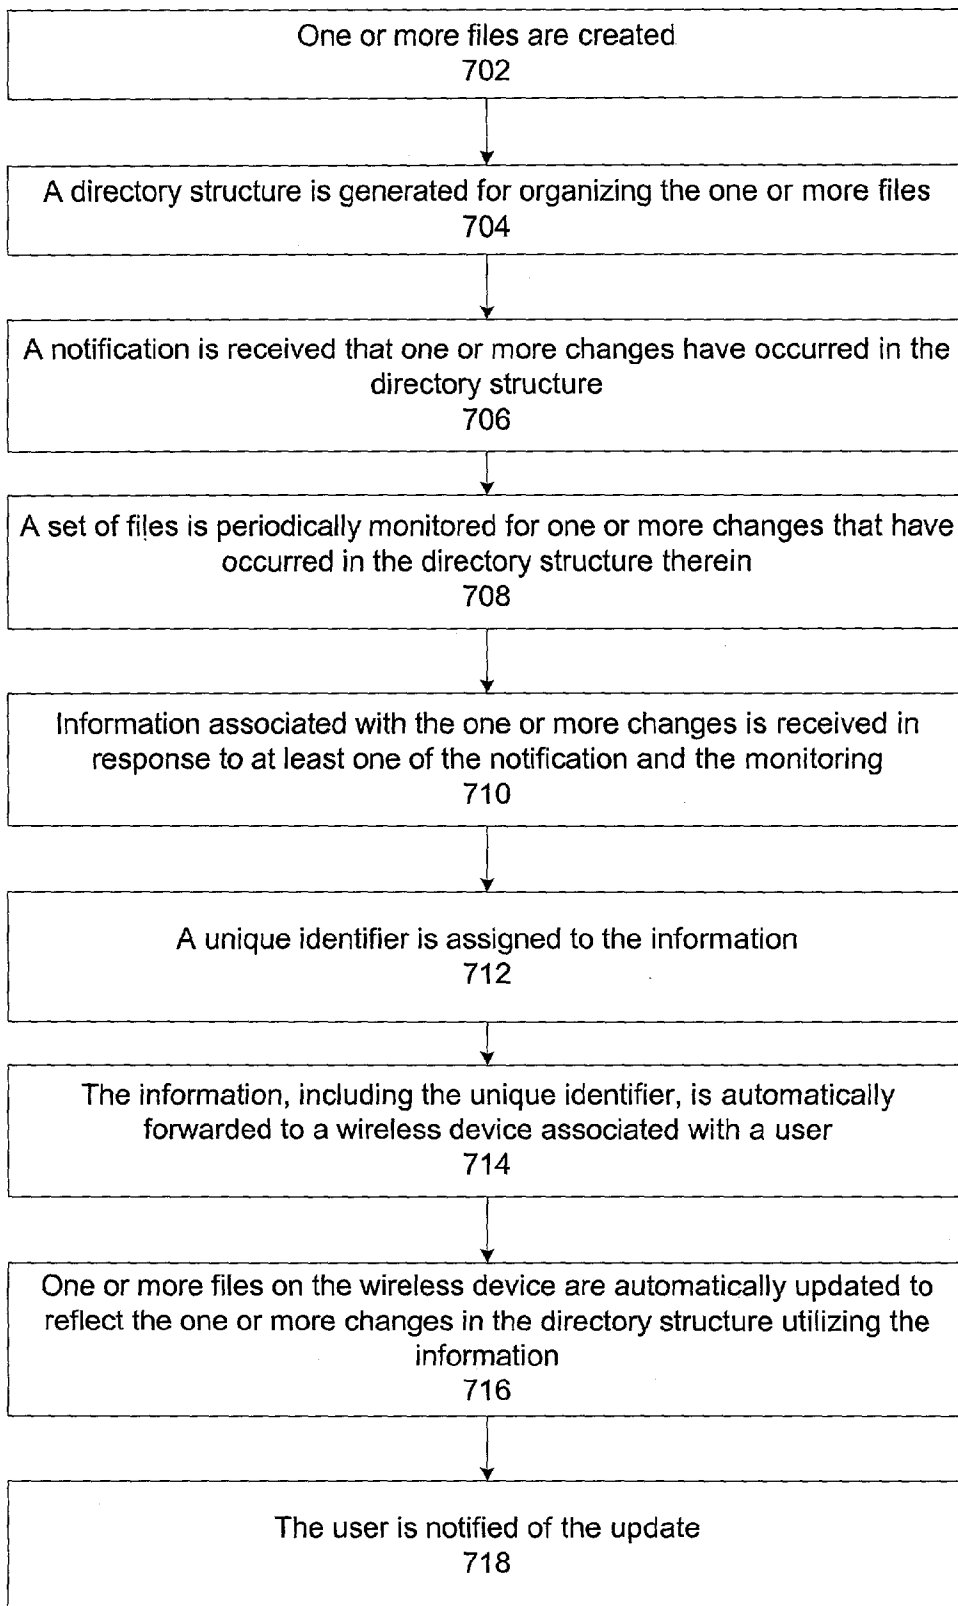 One or more files are created
702
A directory structure is generated for organizing the one or more files
704
A notification is received that one or more changes have occurred in the
directory structure
706
A set of files is periodically monitored for one or more changes that have
occurred in the directory structure therein
708
Information associated with the one or more changes is received in
response to at least one of the notification and the monitoring
710
A unique identifier is assigned to the information
712
The information, including the unique identifier, is automatically
forwarded to a wireless device associated with a user
714
One or more files on the wireless device are automatically updated to
reflect the one or more changes in the directory structure utilizing the
information
716
The user is notified of the update
718